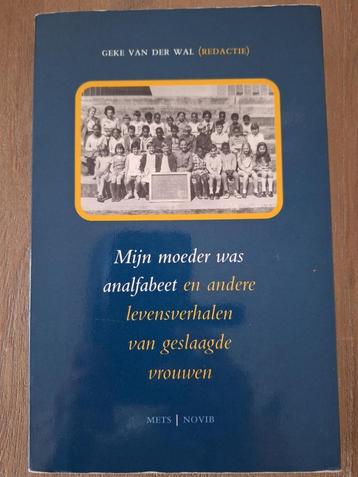 GEKE VAN DER WAL (REDACTIE)
Mijn moeder was
analfabeet en andere
levensverhalen
van geslaagde
vrouwen
METS | NOVIB